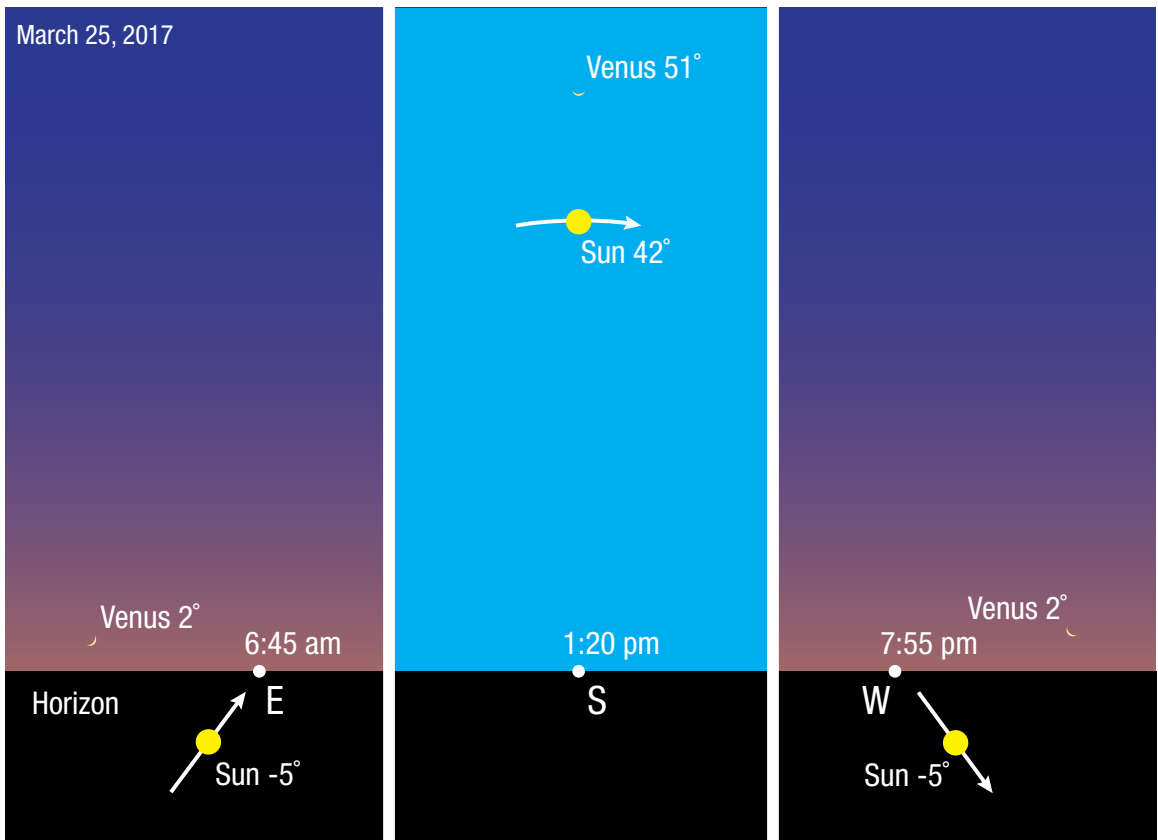 March 25, 2017
Venus 2°
6:45 am
Horizon
E
Sun -5°
Venus 51°
Sun 42°
1:20 pm
S
Venus 2°
7:55 pm
W
Sun -5°